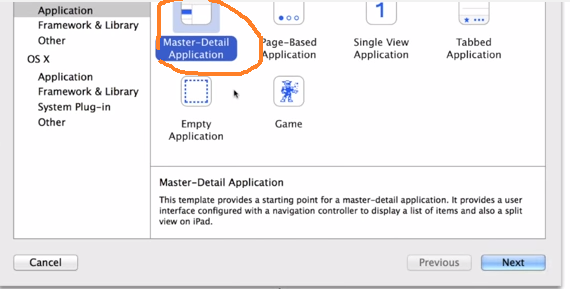 Application
Framework & Library
Other
OS X
Application
Framework & Library
System Plug-in
Other
Master-Detail
Application
Page-Based
Application
1
Single View
Application
Tabbed
Application
Empty
Application
Game
Master-Detail Application
This template provides a starting point for a master-detail application. It provides a user
interface configured with a navigation controller to display a list of items and also a split
view on iPad.
Cancel
Previous
Next